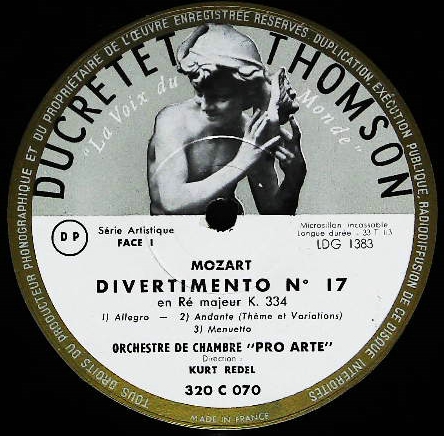 TOUS DROITS DU PRODUCTEUR PHONOGRAPHIQUE ET DU PROPRIÉTAIRE DE L'ŒUVRE ENREGISTRÉE RÉSERVÉS. DUPLICATION, EXÉCUTION PUBLIQUE, RADIODIFFUSION DE CE DISQUE INTERDITES
DUCRETET THOMSON
"La Voix du Monde"
DP
Série Artistique
FACE 1
Microsillon incassable
Longue durée - 33 T 1/3
LDG 1383
MOZART
DIVERTIMENTO N° 17
en Ré majeur K. 334
1) Allegro — 2) Andante (Thème et Variations)
3) Menuetto
ORCHESTRE DE CHAMBRE "PRO ARTE"
Direction :
KURT REDEL
320 C 070
MADE IN FRANCE